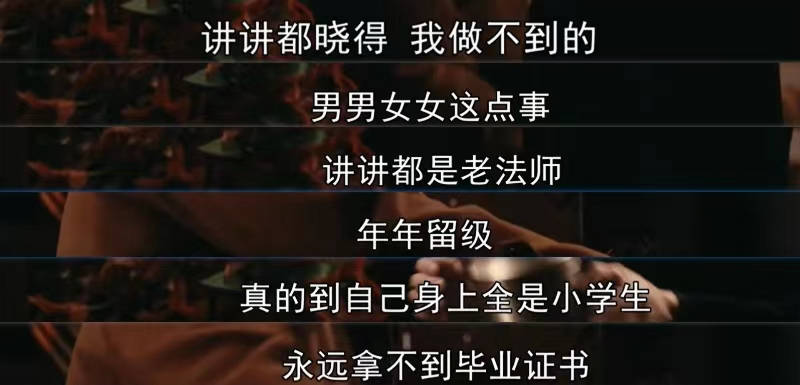 讲讲都晓得 我做不到的
男男女女这点事
讲讲都是老法师
年年留级
真的到自己身上全是小学生
永远拿不到毕业证书